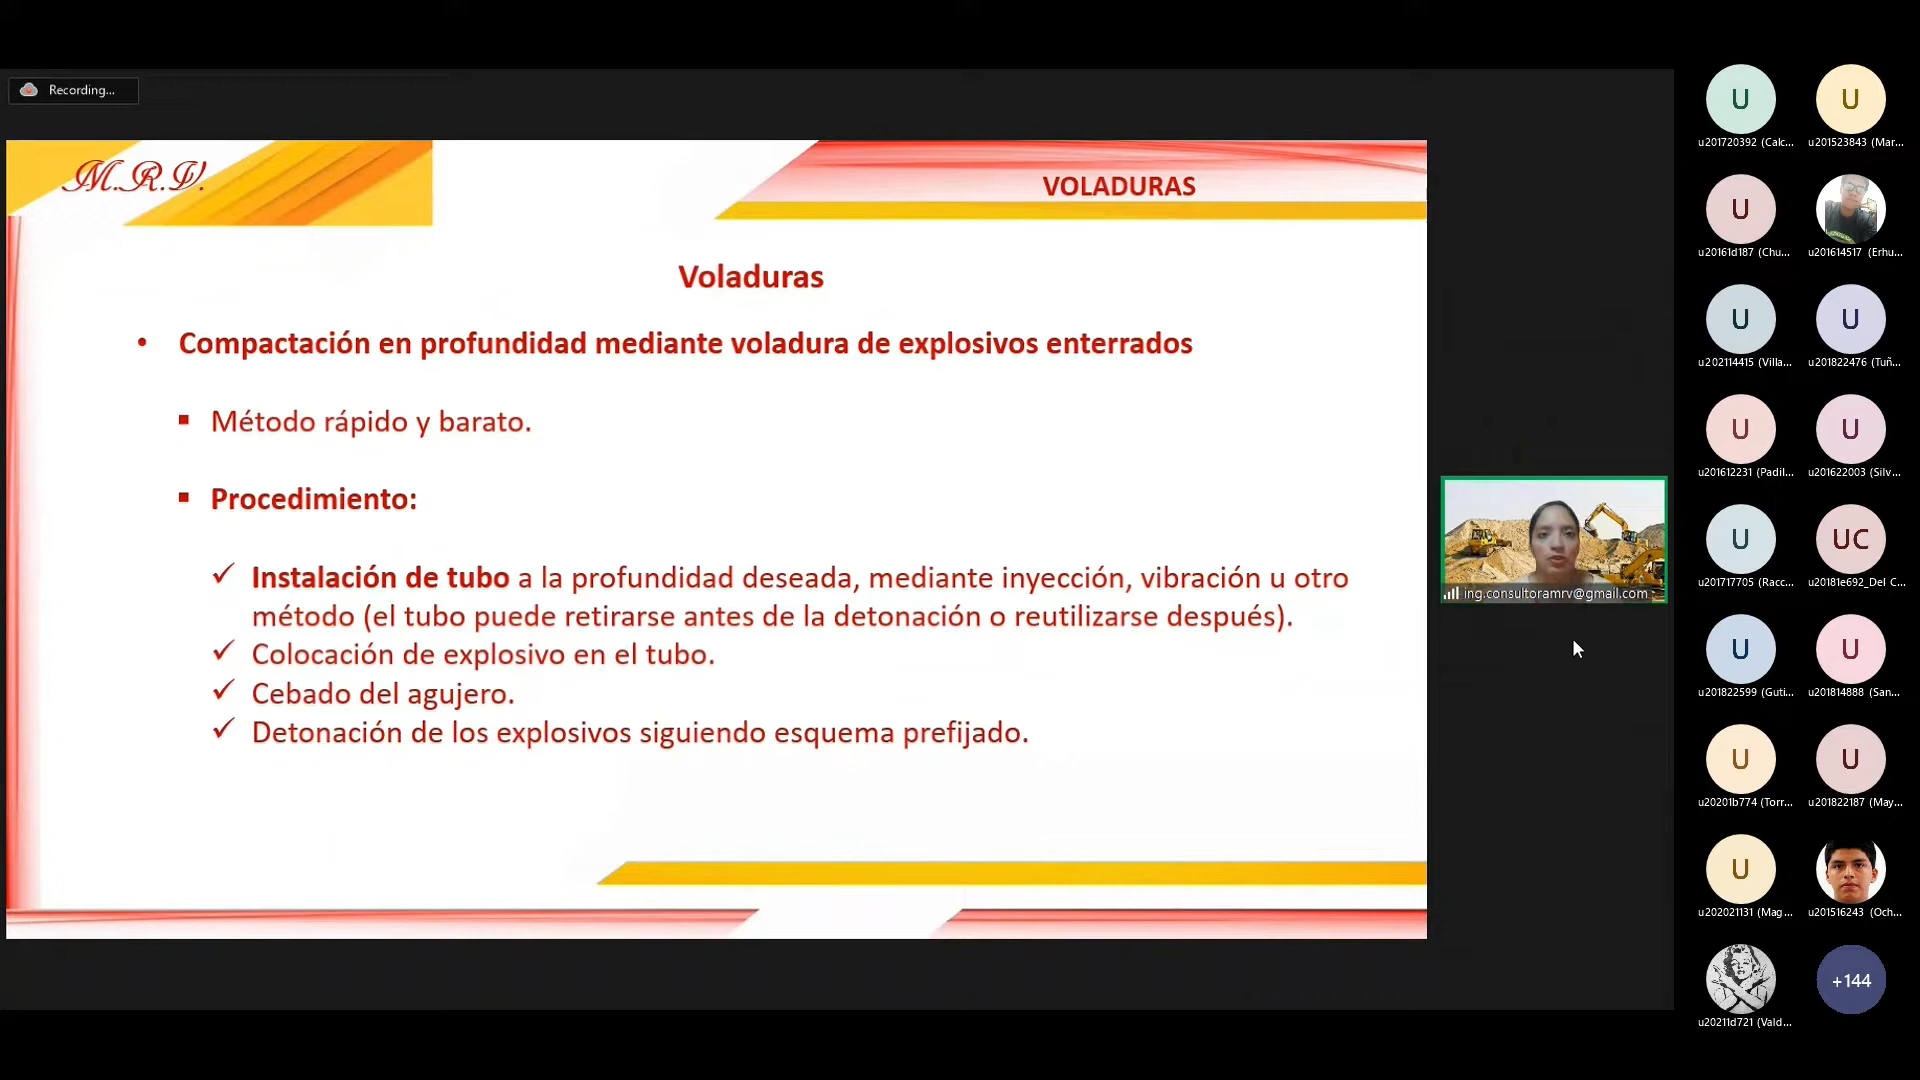 Recording...
M.R.V.
VOLADURAS
Voladuras
• Compactación en profundidad mediante voladura de explosivos enterrados
▪ Método rápido y barato.
▪ Procedimiento:
✓ Instalación de tubo a la profundidad deseada, mediante inyección, vibración u otro
método (el tubo puede retirarse antes de la detonación o reutilizarse después).
✓ Colocación de explosivo en el tubo.
✓ Cebado del agujero.
✓ Detonación de los explosivos siguiendo esquema prefijado.
ing.consultoramrv@gmail.com
U
u201720392 (Calc...
U
u201523843 (Mar...
U
u20161d187 (Chu...
u201614517 (Erhu...
U
u202114415 (Villa...
U
u201822476 (Tuñ...
U
u201612231 (Padil...
U
u201622003 (Silv...
U
u201717705 (Racc...
UC
u20181e692_Del C...
U
u201822599 (Guti...
U
u201814888 (San...
U
u20201b774 (Torr...
U
u201822187 (May...
U
u202021131 (Mag...
u201516243 (Och...
u20211d721 (Vald...
+144